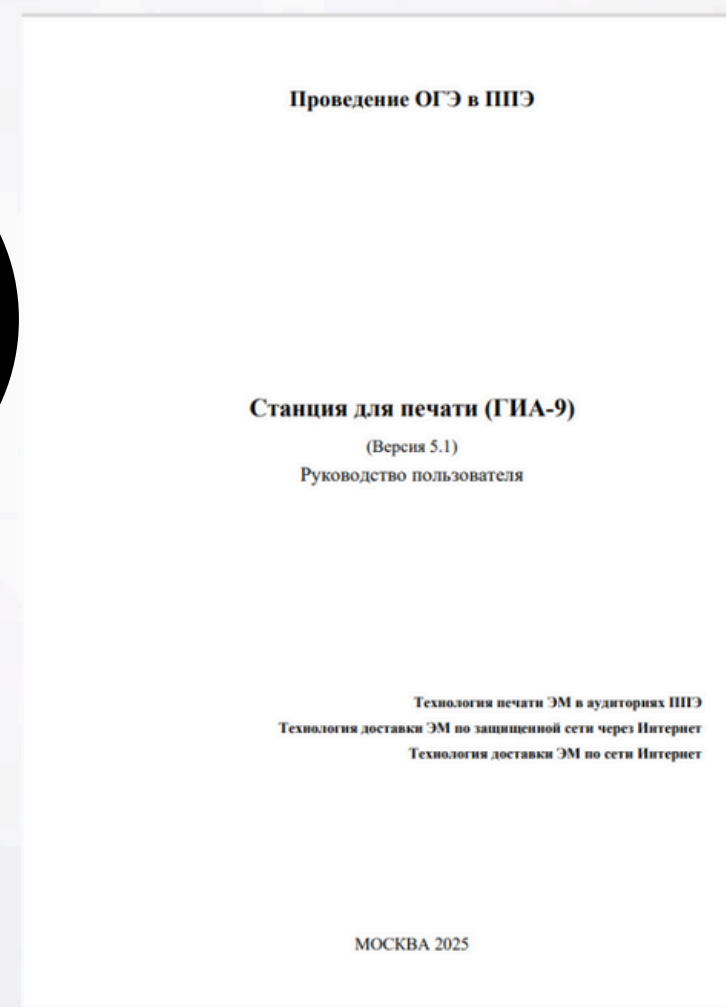 Проведение ОГЭ в ППЭ
Станция для печати (ГИА-9)
(Версия 5.1)
Руководство пользователя
Технология печати ЭМ в аудиториях ППЭ
Технология доставки ЭМ по защищенной сети через Интернет
Технология доставки ЭМ по сети Интернет
МОСКВА 2025